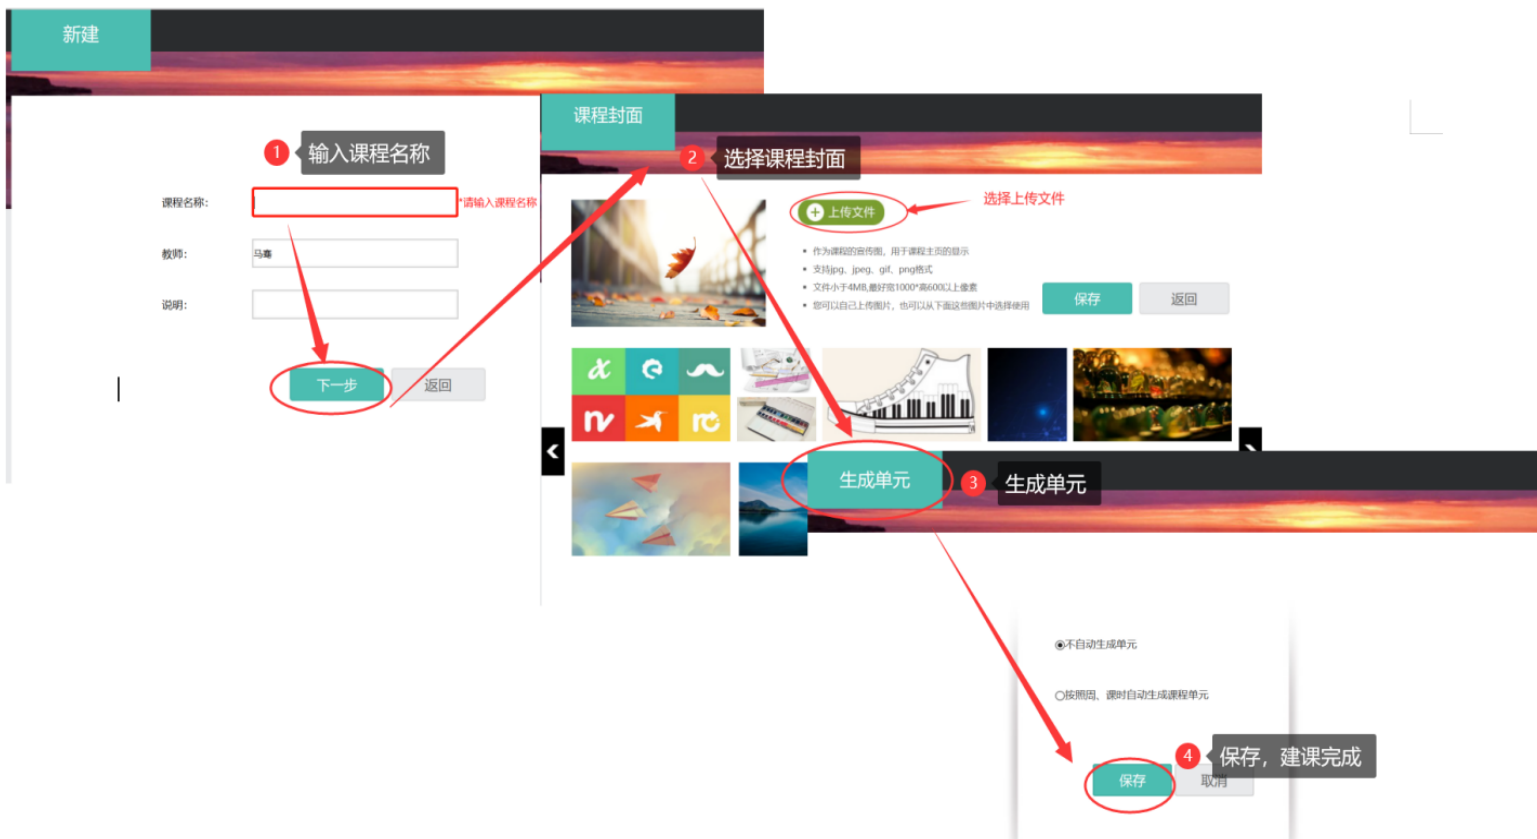 新建
1 输入课程名称
课程名称:
*请输入课程名称
教师:
马骞
说明:
下一步
返回
课程封面
2 选择课程封面
上传文件
选择上传文件
作为课程的宣传图，用于课程主页的显示
支持jpg、jpeg、gif、png格式
文件小于4MB,最好宽1000*高600以上像素
您可以自己上传图片，也可以从下面这些图片中选择使用
保存
返回
生成单元
3 生成单元
不自动生成单元
按照周、课时自动生成课程单元
4 保存，建课完成
保存
取消